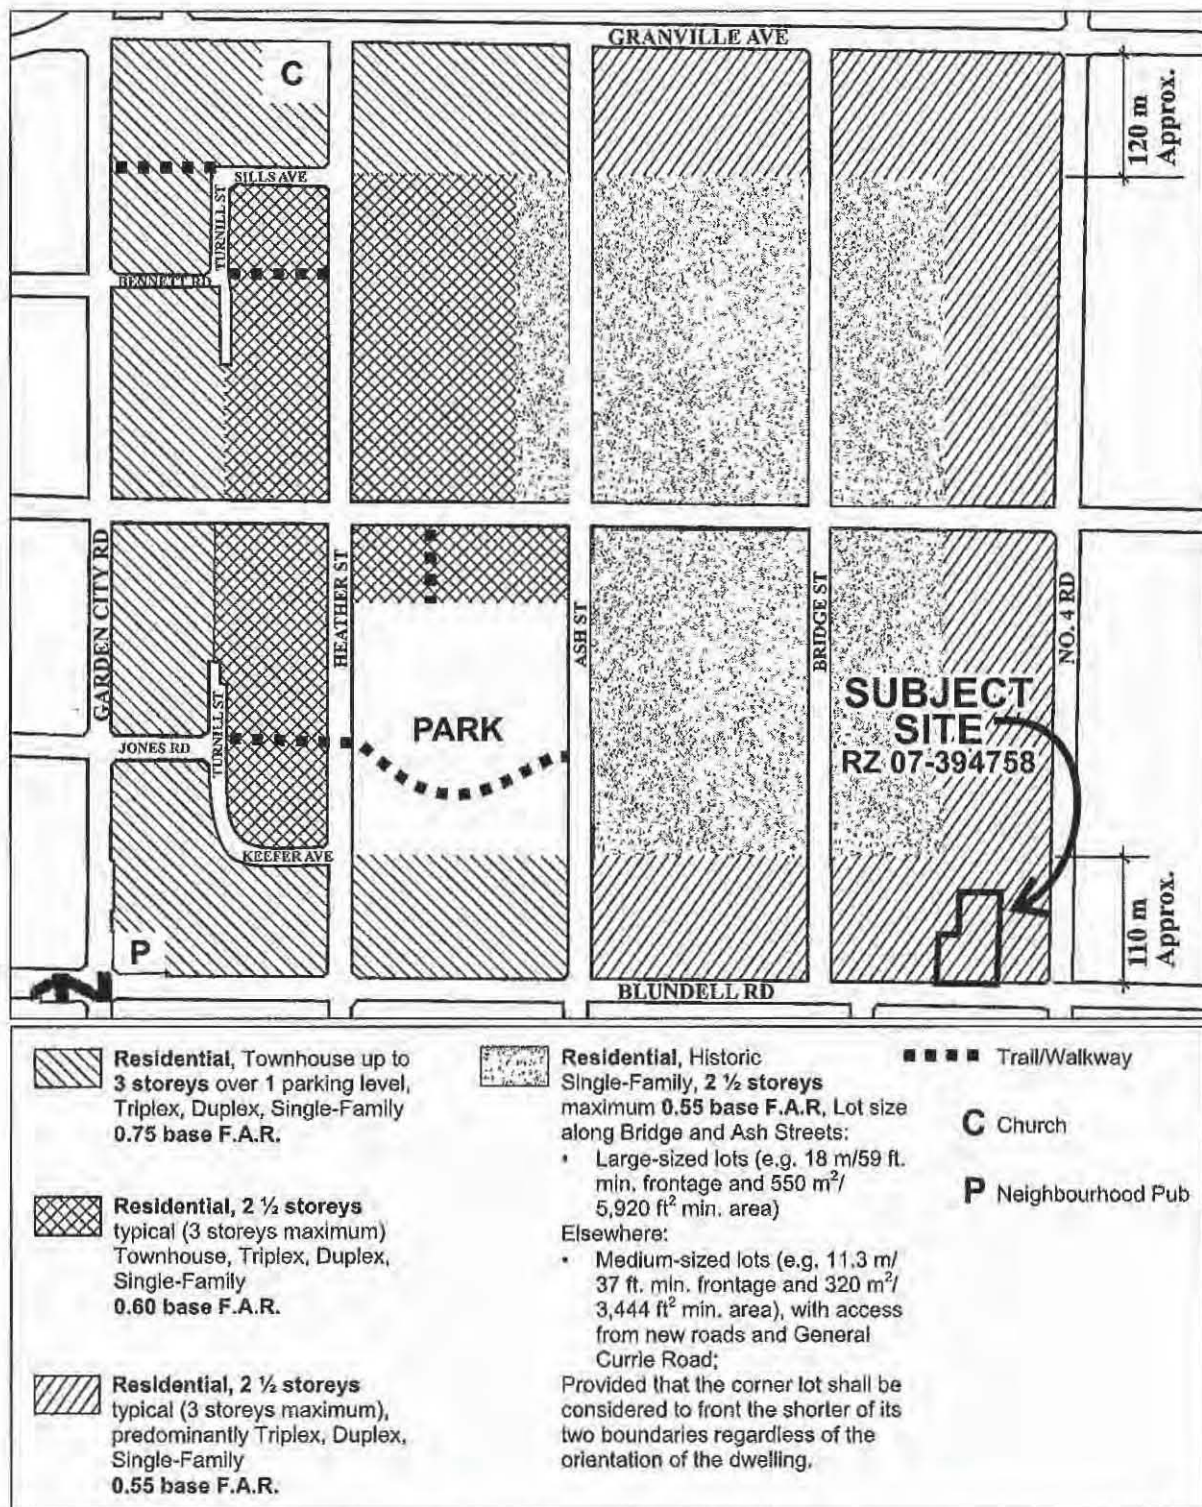 GRANVILLE AVE
C
120 m
Approx.
SILLS AVE
TURNILL ST
BENNETT RD
GARDEN CITY RD
HEATHER ST
ASH ST
BRIDGE ST
NO. 4 RD
SUBJECT
SITE
RZ 07-394758
PARK
JONES RD
TURNILL ST
KEEFER AVE
P
110 m
Approx.
BLUNDELL RD
Residential, Townhouse up to
3 storeys over 1 parking level,
Triplex, Duplex, Single-Family
0.75 base F.A.R.
Residential, 2 ½ storeys
typical (3 storeys maximum)
Townhouse, Triplex, Duplex,
Single-Family
0.60 base F.A.R.
Residential, 2 ½ storeys
typical (3 storeys maximum),
predominantly Triplex, Duplex,
Single-Family
0.55 base F.A.R.
Residential, Historic
Single-Family, 2 ½ storeys
maximum 0.55 base F.A.R, Lot size
along Bridge and Ash Streets:
• Large-sized lots (e.g. 18 m/59 ft.
min. frontage and 550 m²/
5,920 ft² min. area)
Elsewhere:
• Medium-sized lots (e.g. 11.3 m/
37 ft. min. frontage and 320 m²/
3,444 ft² min. area), with access
from new roads and General
Currie Road;
Provided that the corner lot shall be
considered to front the shorter of its
two boundaries regardless of the
orientation of the dwelling.
Trail/Walkway
C Church
P Neighbourhood Pub